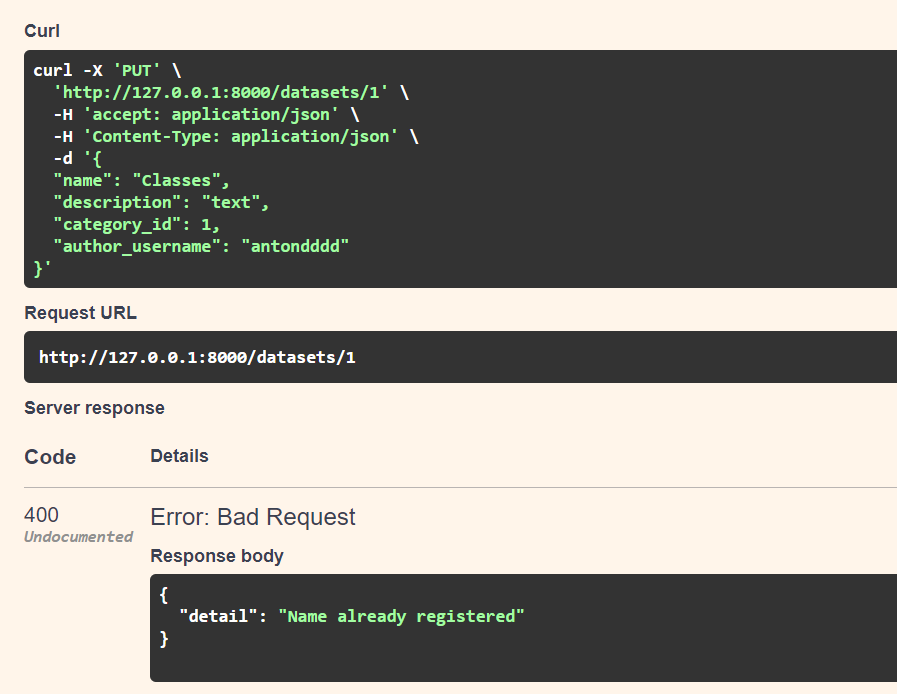 Curl
curl -X 'PUT' \
'http://127.0.0.1:8000/datasets/1' \
-H 'accept: application/json' \
-H 'Content-Type: application/json' \
-d '{
"name": "Classes",
"description": "text",
"category_id": 1,
"author_username": "antondddd"
}'
Request URL
http://127.0.0.1:8000/datasets/1
Server response
Code Details
400 Error: Bad Request
Undocumented
Response body
{
"detail": "Name already registered"
}